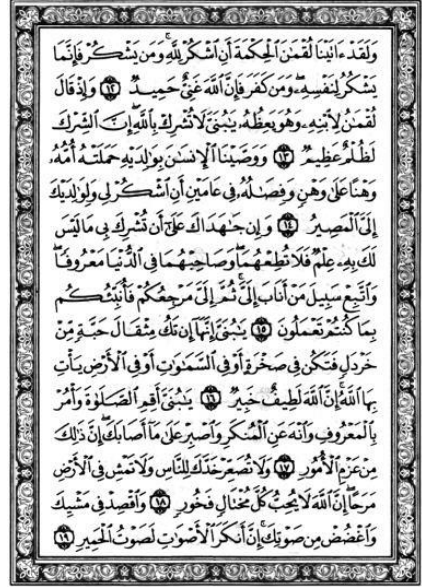 وَلَقَدْ ءَاتَيْنَا لُقْمَٰنَ ٱلْحِكْمَةَ أَنِ ٱشْكُرْ لِلَّهِ ۚ وَمَن يَشْكُرْ فَإِنَّمَا
يَشْكُرُ لِنَفْسِهِۦ ۖ وَمَن كَفَرَ فَإِنَّ ٱللَّهَ غَنِىٌّ حَمِيدٌ ١٢ وَإِذْ قَالَ
لُقْمَٰنُ لِٱبْنِهِۦ وَهُوَ يَعِظُهُۥ يَٰبُنَىَّ لَا تُشْرِكْ بِٱللَّهِ ۖ إِنَّ ٱلشِّرْكَ
لَظُلْمٌ عَظِيمٌ ١٣ وَوَصَّيْنَا ٱلْإِنسَٰنَ بِوَٰلِدَيْهِ حَمَلَتْهُ أُمُّهُۥ
وَهْنًا عَلَىٰ وَهْنٍ وَفِصَٰلُهُۥ فِى عَامَيْنِ أَنِ ٱشْكُرْ لِى وَلِوَٰلِدَيْكَ
إِلَىَّ ٱلْمَصِيرُ ١٤ وَإِن جَٰهَدَاكَ عَلَىٰٓ أَن تُشْرِكَ بِى مَا لَيْسَ
لَكَ بِهِۦ عِلْمٌ فَلَا تُطِعْهُمَا ۖ وَصَاحِبْهُمَا فِى ٱلدُّنْيَا مَعْرُوفًا ۖ
وَٱتَّبِعْ سَبِيلَ مَنْ أَنَابَ إِلَىَّ ۚ ثُمَّ إِلَىَّ مَرْجِعُكُمْ فَأُنَبِّئُكُم
بِمَا كُنتُمْ تَعْمَلُونَ ١٥ يَٰبُنَىَّ إِنَّهَآ إِن تَكُ مِثْقَالَ حَبَّةٍ مِّنْ
خَرْدَلٍ فَتَكُن فِى صَخْرَةٍ أَوْ فِى ٱلسَّمَٰوَٰتِ أَوْ فِى ٱلْأَرْضِ يَأْتِ
بِهَا ٱللَّهُ ۚ إِنَّ ٱللَّهَ لَطِيفٌ خَبِيرٌ ١٦ يَٰبُنَىَّ أَقِمِ ٱلصَّلَوٰةَ وَأْمُرْ
بِٱلْمَعْرُوفِ وَٱنْهَ عَنِ ٱلْمُنكَرِ وَٱصْبِرْ عَلَىٰ مَآ أَصَابَكَ ۖ إِنَّ ذَٰلِكَ
مِنْ عَزْمِ ٱلْأُمُورِ ١٧ وَلَا تُصَعِّرْ خَدَّكَ لِلنَّاسِ وَلَا تَمْشِ فِى ٱلْأَرْضِ
مَرَحًا ۖ إِنَّ ٱللَّهَ لَا يُحِبُّ كُلَّ مُخْتَالٍ فَخُورٍ ١٨ وَٱقْصِدْ فِى مَشْيِكَ
وَٱغْضُضْ مِن صَوْتِكَ ۚ إِنَّ أَنكَرَ ٱلْأَصْوَٰتِ لَصَوْتُ ٱلْحَمِيرِ ١٩